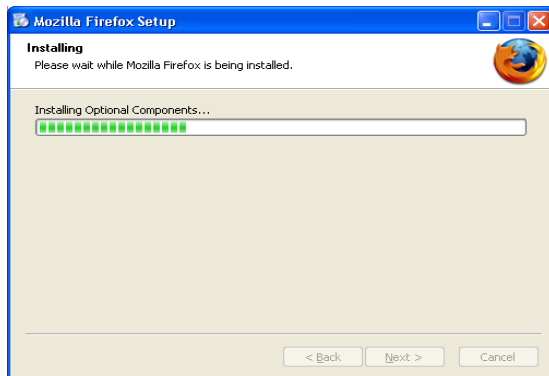 Mozilla Firefox Setup
Installing
Please wait while Mozilla Firefox is being installed.
Installing Optional Components...
< Back Next > Cancel